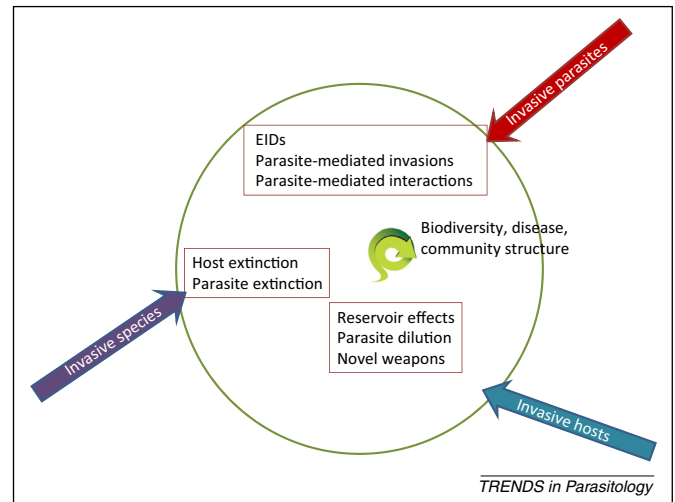 Invasive parasites
EIDs
Parasite-mediated invasions
Parasite-mediated interactions
Biodiversity, disease,
community structure
Host extinction
Parasite extinction
Invasive species
Reservoir effects
Parasite dilution
Novel weapons
Invasive hosts
TRENDS in Parasitology